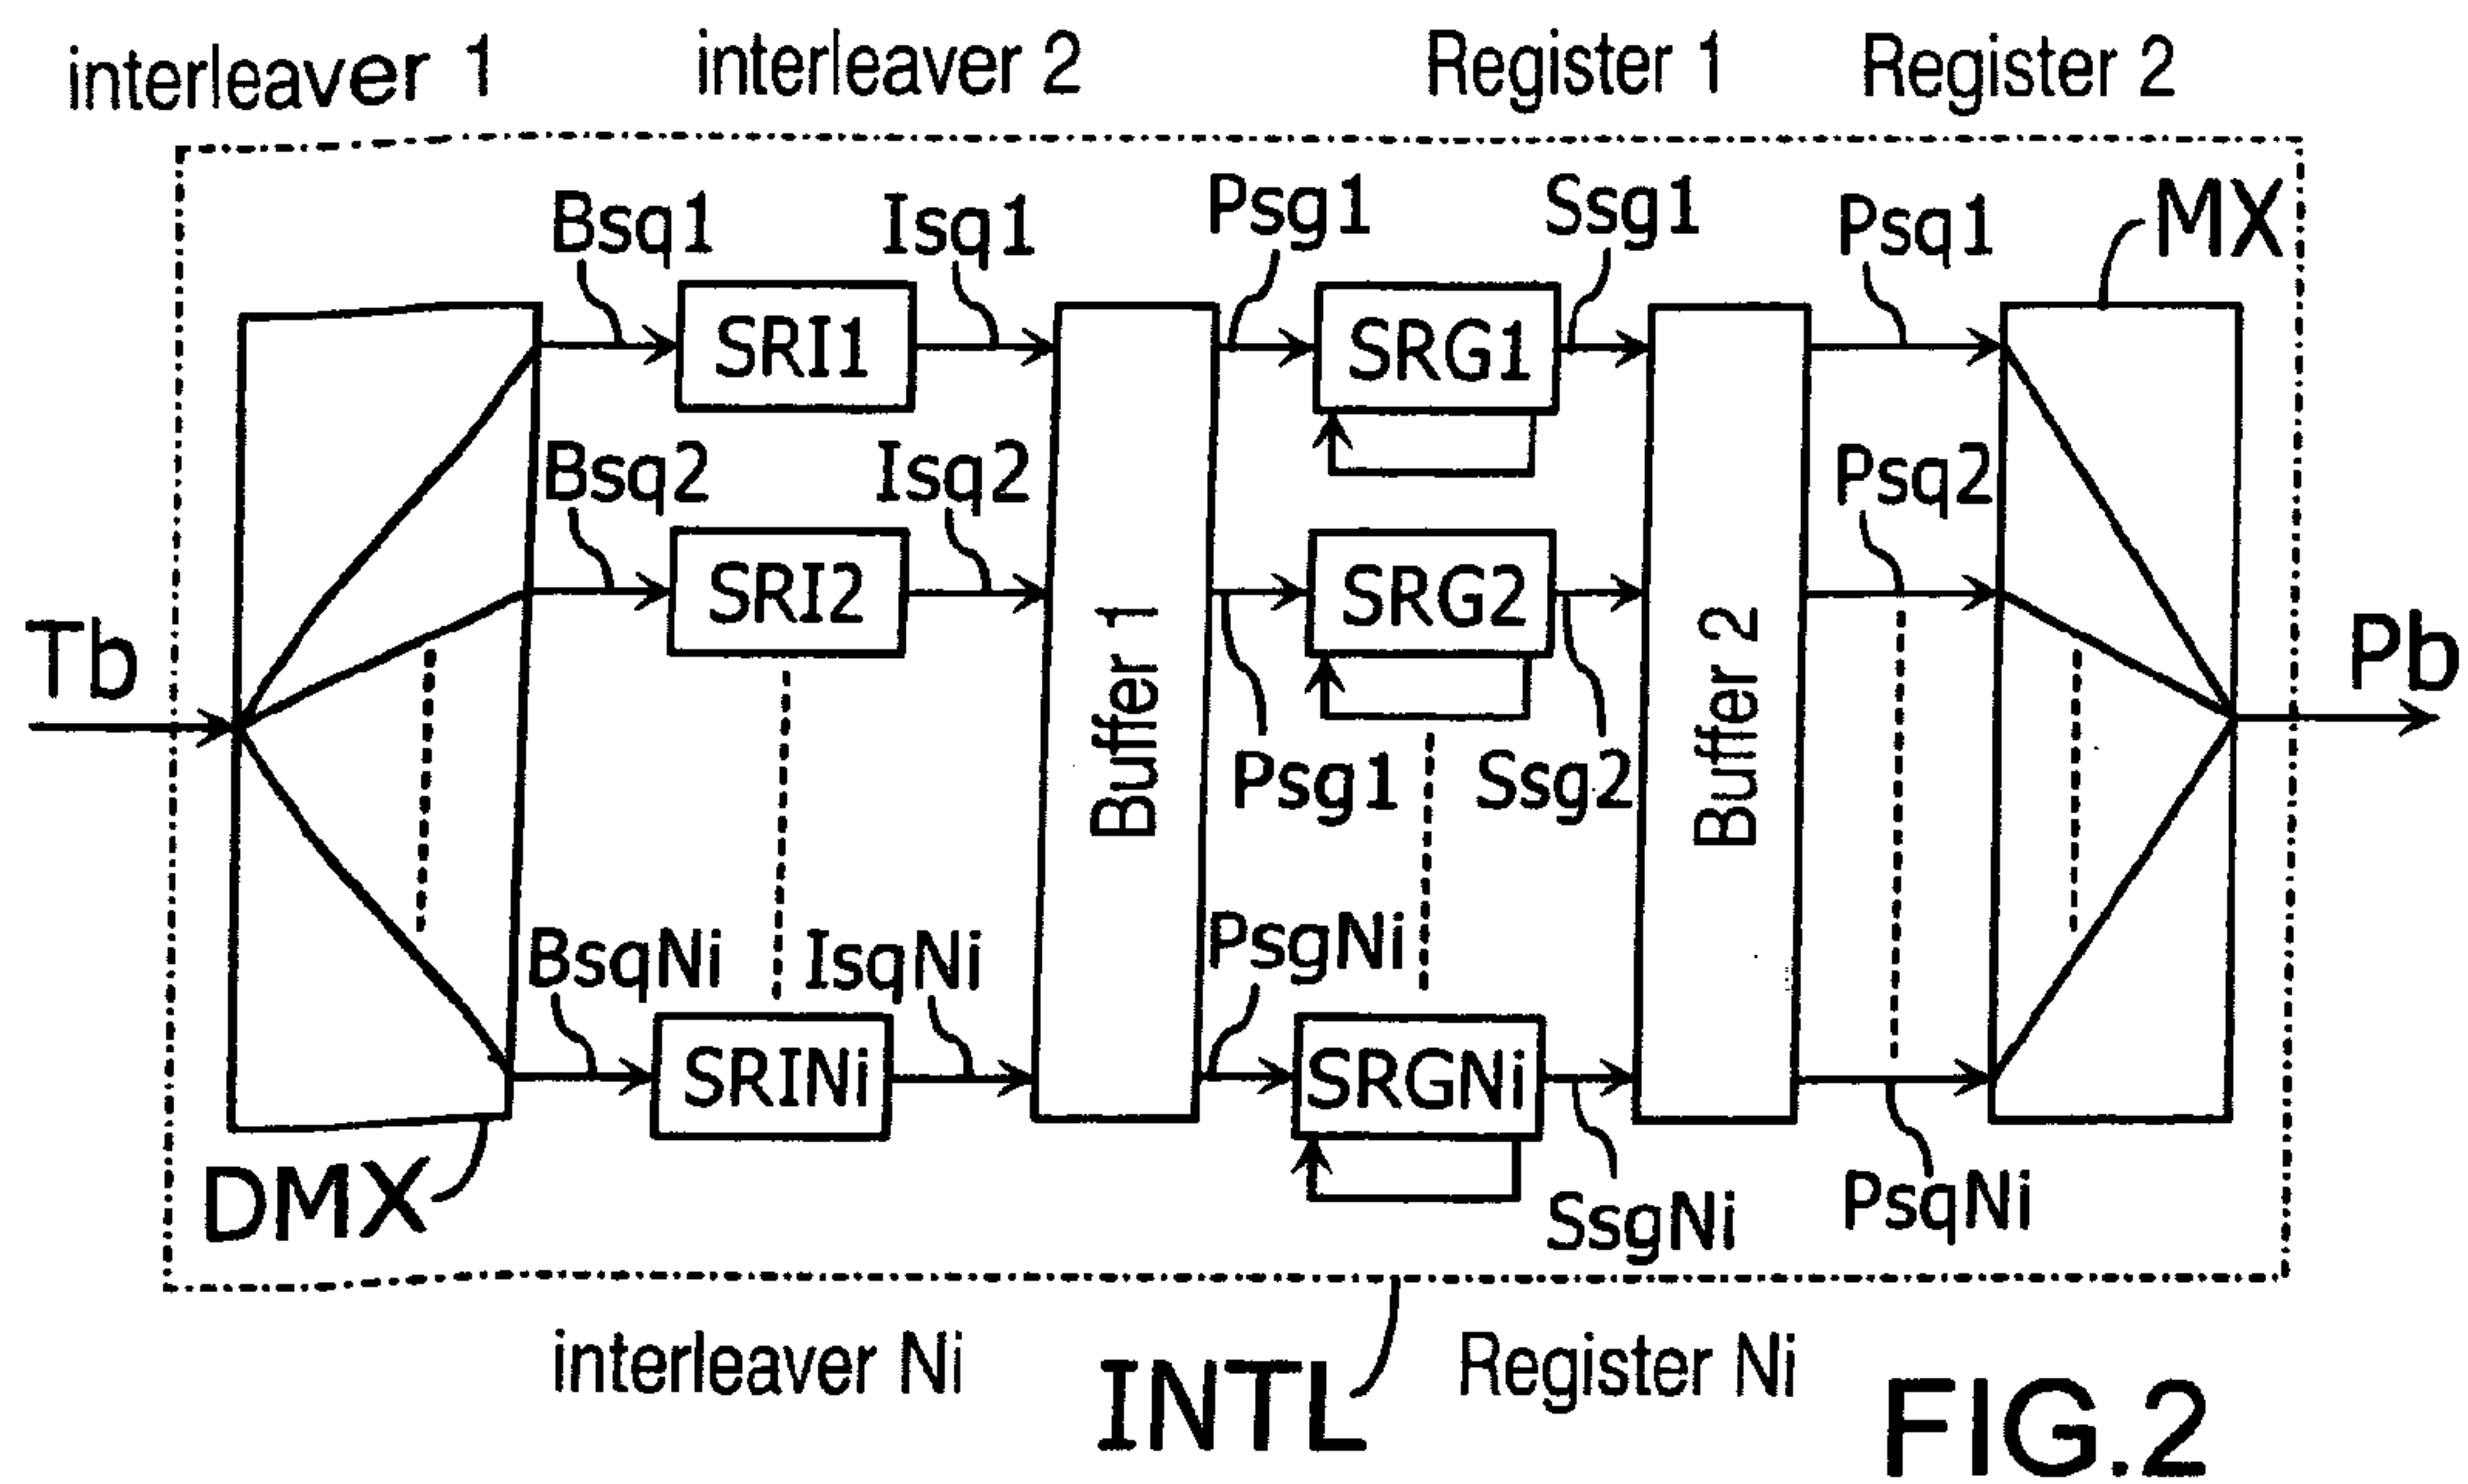 interleaver 1
interleaver 2
Register 1
Register 2
Bsq1
Isq1
Psg1
Ssg1
Psq1
MX
SRI1
SRG1
Bsq2
Isq2
Psq2
SRI2
SRG2
Tb
Buffer 1
Buffer 2
Pb
Psg1
Ssg2
BsqNi
IsqNi
PsgNi
SRINi
SRGNi
DMX
SsgNi
PsqNi
interleaver Ni
INTL
Register Ni
FIG.2